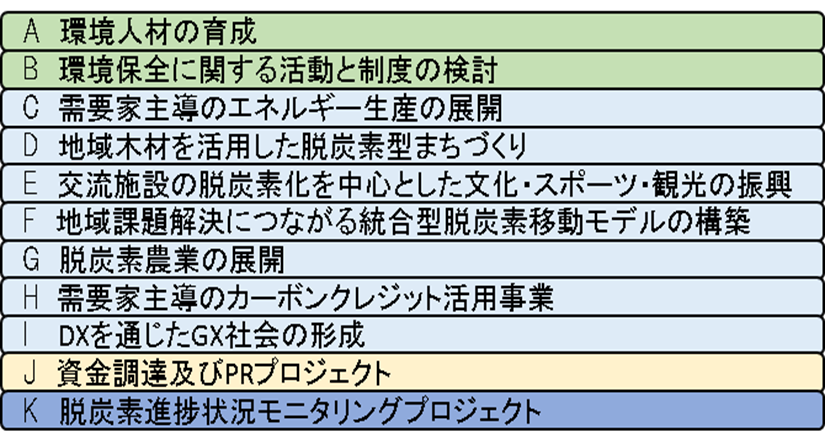 A 環境人材の育成
B 環境保全に関する活動と制度の検討
C 需要家主導のエネルギー生産の展開
D 地域木材を活用した脱炭素型まちづくり
E 交流施設の脱炭素化を中心とした文化・スポーツ・観光の振興
F 地域課題解決につながる統合型脱炭素移動モデルの構築
G 脱炭素農業の展開
H 需要家主導のカーボンクレジット活用事業
I DXを通じたGX社会の形成
J 資金調達及びPRプロジェクト
K 脱炭素進捗状況モニタリングプロジェクト